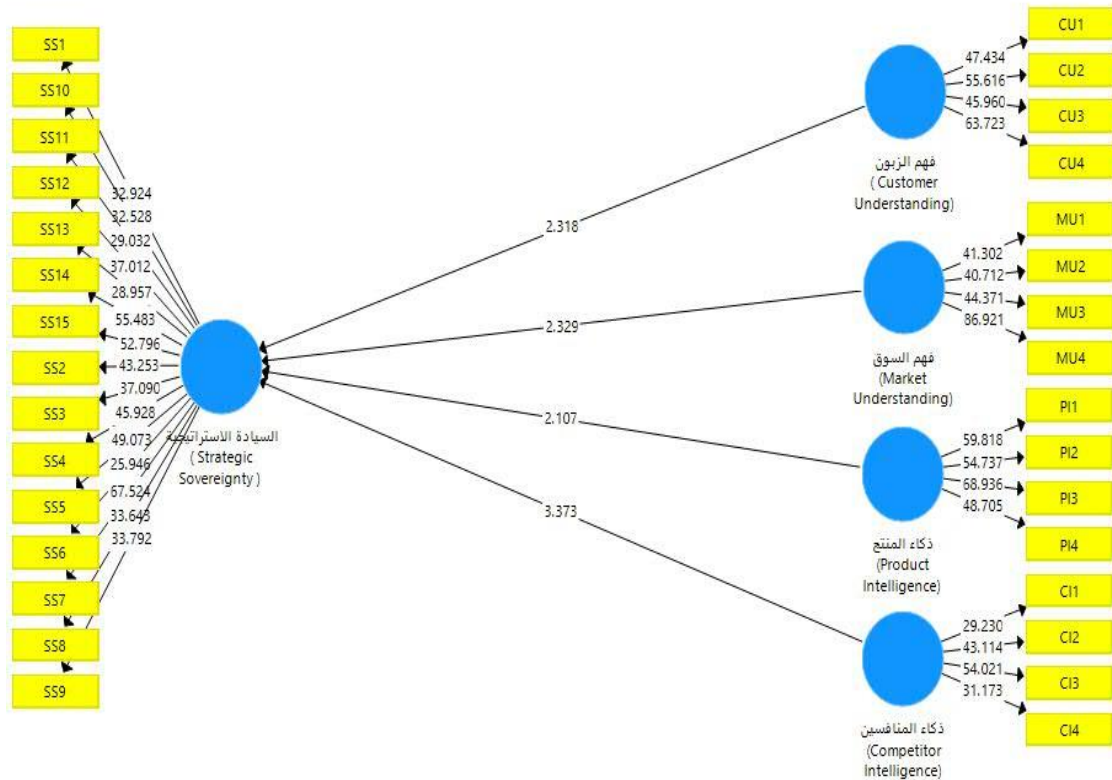 SS1
SS10
SS11
SS12
SS13
SS14
SS15
SS2
SS3
SS4
SS5
SS6
SS7
SS8
SS9
32.924
32.528
29.032
37.012
28.957
55.483
52.796
43.253
37.090
45.928
49.073
25.946
67.524
33.643
33.792
السيادة الاستراتيجية
( Strategic
Sovereignty )
2.318
2.329
2.107
3.373
فهم الزبون
( Customer
Understanding)
47.434
55.616
45.960
63.723
CU1
CU2
CU3
CU4
فهم السوق
(Market
Understanding)
41.302
40.712
44.371
86.921
MU1
MU2
MU3
MU4
ذكاء المنتج
(Product
Intelligence)
59.818
54.737
68.936
48.705
PI1
PI2
PI3
PI4
ذكاء المنافسين
(Competitor
Intelligence)
29.230
43.114
54.021
31.173
CI1
CI2
CI3
CI4